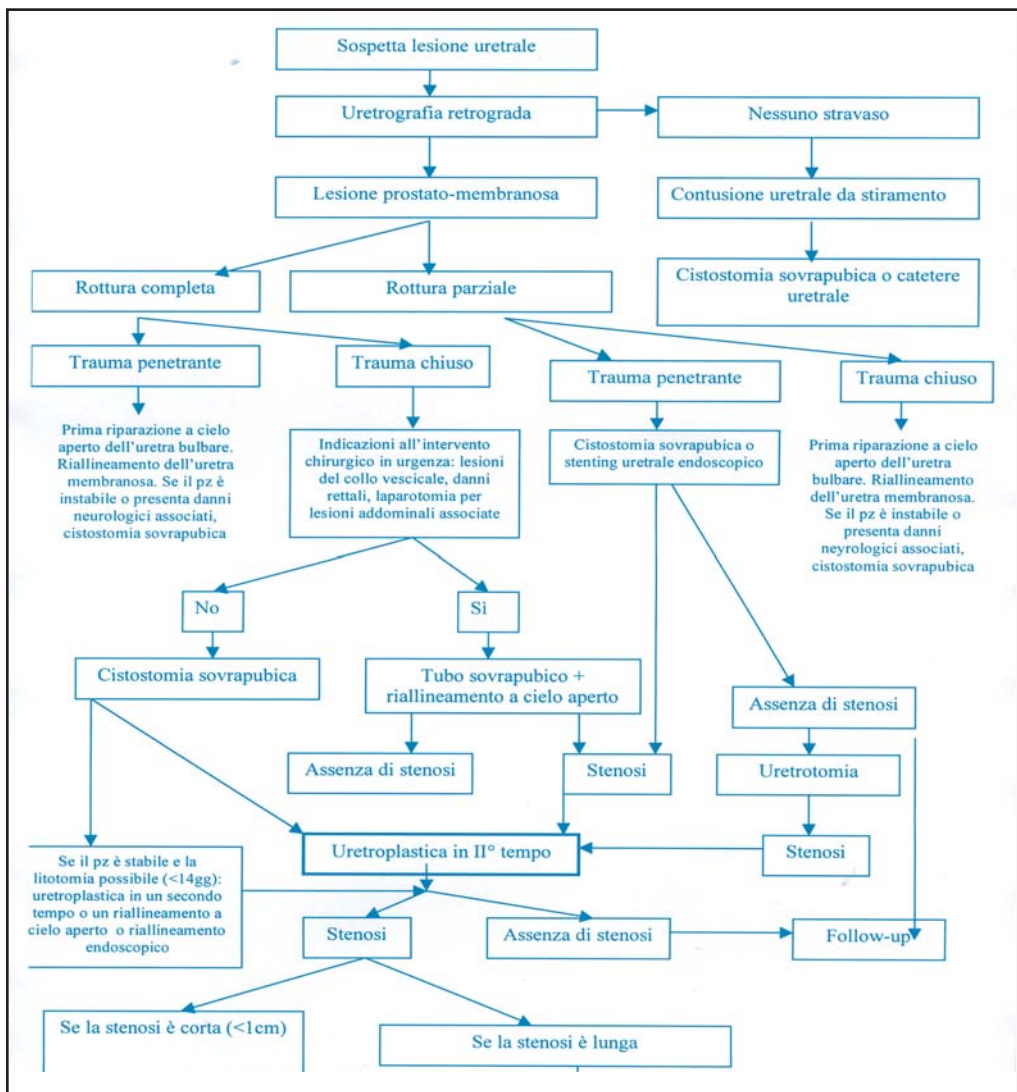 Sospetta lesione uretrale
Uretrografia retrograda
Nessuno stravaso
Lesione prostato-membranosa
Contusione uretrale da stiramento
Rottura completa
Rottura parziale
Cistostomia sovrapubica o catetere
uretrale
Trauma penetrante
Trauma chiuso
Trauma penetrante
Trauma chiuso
Prima riparazione a cielo
aperto dell'uretra bulbare.
Riallineamento dell'uretra
membranosa. Se il pz è
instabile o presenta danni
neurologici associati,
cistostomia sovrapubica
Indicazioni all'intervento
chirurgico in urgenza: lesioni
del collo vescicale, danni
rettali, laparotomia per
lesioni addominali associate
Cistostomia sovrapubica o
stenting uretrale endoscopico
Prima riparazione a cielo
aperto dell'uretra
bulbare. Riallineamento
dell'uretra membranosa.
Se il pz è instabile o
presenta danni
neyrologici associati,
cistostomia sovrapubica
No
Sì
Cistostomia sovrapubica
Tubo sovrapubico +
riallineamento a cielo aperto
Assenza di stenosi
Assenza di stenosi
Stenosi
Uretrotomia
Uretroplastica in II° tempo
Stenosi
Se il pz è stabile e la
litotomia possibile (<14gg):
uretroplastica in un secondo
tempo o un riallineamento a
cielo aperto o riallineamento
endoscopico
Stenosi
Assenza di stenosi
Follow-up
Se la stenosi è corta (<1cm)
Se la stenosi è lunga